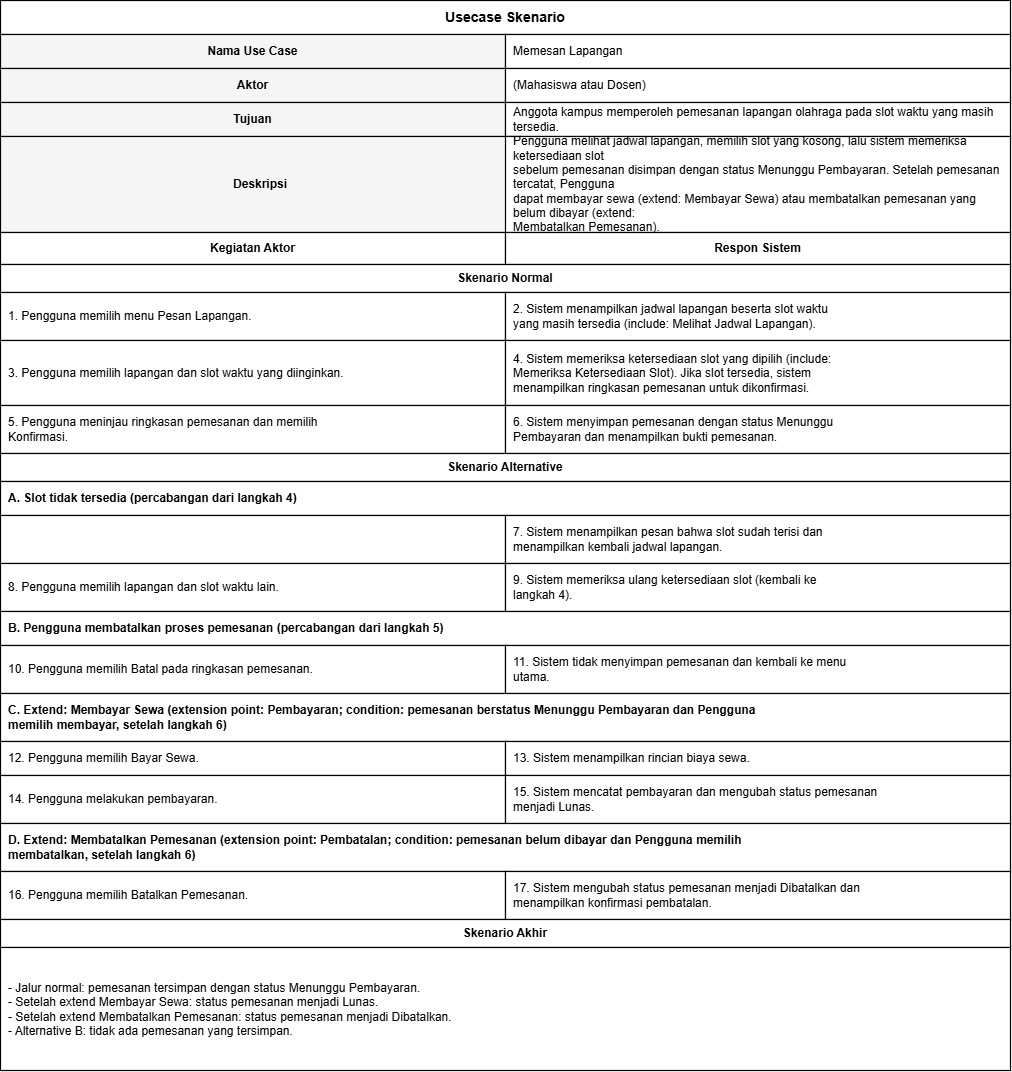 Usecase Skenario
Nama Use Case
Memesan Lapangan
Aktor
(Mahasiswa atau Dosen)
Tujuan
Anggota kampus memperoleh pemesanan lapangan olahraga pada slot waktu yang masih
tersedia.
Deskripsi
Pengguna melihat jadwal lapangan, memilih slot yang kosong, lalu sistem memeriksa
ketersediaan slot
sebelum pemesanan disimpan dengan status Menunggu Pembayaran. Setelah pemesanan
tercatat, Pengguna
dapat membayar sewa (extend: Membayar Sewa) atau membatalkan pemesanan yang
belum dibayar (extend:
Membatalkan Pemesanan).
Kegiatan Aktor
Respon Sistem
Skenario Normal
1. Pengguna memilih menu Pesan Lapangan.
2. Sistem menampilkan jadwal lapangan beserta slot waktu
yang masih tersedia (include: Melihat Jadwal Lapangan).
3. Pengguna memilih lapangan dan slot waktu yang diinginkan.
4. Sistem memeriksa ketersediaan slot yang dipilih (include:
Memeriksa Ketersediaan Slot). Jika slot tersedia, sistem
menampilkan ringkasan pemesanan untuk dikonfirmasi.
5. Pengguna meninjau ringkasan pemesanan dan memilih
Konfirmasi.
6. Sistem menyimpan pemesanan dengan status Menunggu
Pembayaran dan menampilkan bukti pemesanan.
Skenario Alternative
A. Slot tidak tersedia (percabangan dari langkah 4)
7. Sistem menampilkan pesan bahwa slot sudah terisi dan
menampilkan kembali jadwal lapangan.
8. Pengguna memilih lapangan dan slot waktu lain.
9. Sistem memeriksa ulang ketersediaan slot (kembali ke
langkah 4).
B. Pengguna membatalkan proses pemesanan (percabangan dari langkah 5)
10. Pengguna memilih Batal pada ringkasan pemesanan.
11. Sistem tidak menyimpan pemesanan dan kembali ke menu
utama.
C. Extend: Membayar Sewa (extension point: Pembayaran; condition: pemesanan berstatus Menunggu Pembayaran dan Pengguna
memilih membayar, setelah langkah 6)
12. Pengguna memilih Bayar Sewa.
13. Sistem menampilkan rincian biaya sewa.
14. Pengguna melakukan pembayaran.
15. Sistem mencatat pembayaran dan mengubah status pemesanan
menjadi Lunas.
D. Extend: Membatalkan Pemesanan (extension point: Pembatalan; condition: pemesanan belum dibayar dan Pengguna memilih
membatalkan, setelah langkah 6)
16. Pengguna memilih Batalkan Pemesanan.
17. Sistem mengubah status pemesanan menjadi Dibatalkan dan
menampilkan konfirmasi pembatalan.
Skenario Akhir
- Jalur normal: pemesanan tersimpan dengan status Menunggu Pembayaran.
- Setelah extend Membayar Sewa: status pemesanan menjadi Lunas.
- Setelah extend Membatalkan Pemesanan: status pemesanan menjadi Dibatalkan.
- Alternative B: tidak ada pemesanan yang tersimpan.